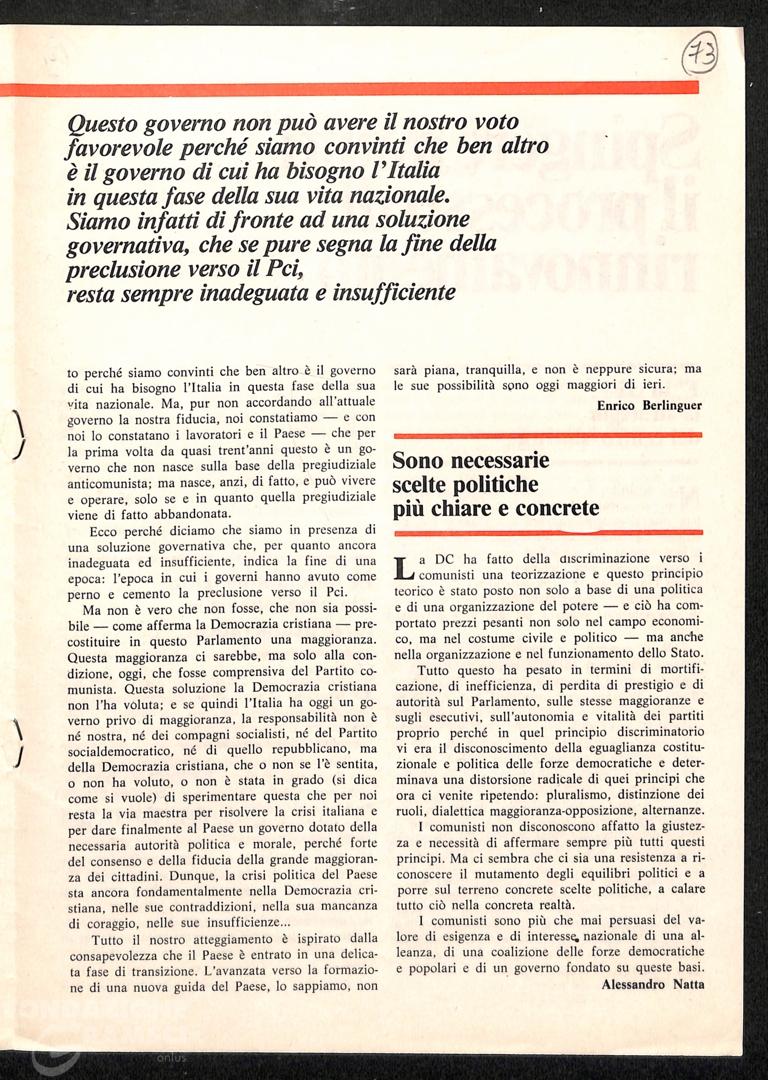 73
Questo governo non può avere il nostro voto
favorevole perché siamo convinti che ben altro
è il governo di cui ha bisogno l'Italia
in questa fase della sua vita nazionale.
Siamo infatti di fronte ad una soluzione
governativa, che se pure segna la fine della
preclusione verso il Pci,
resta sempre inadeguata e insufficiente
to perché siamo convinti che ben altro è il governo
di cui ha bisogno l'Italia in questa fase della sua
vita nazionale. Ma, pur non accordando all'attuale
governo la nostra fiducia, noi constatiamo — e con
noi lo constatano i lavoratori e il Paese — che per
la prima volta da quasi trent'anni questo è un go-
verno che non nasce sulla base della pregiudiziale
anticomunista; ma nasce, anzi, di fatto, e può vivere
e operare, solo se e in quanto quella pregiudiziale
viene di fatto abbandonata.
Ecco perché diciamo che siamo in presenza di
una soluzione governativa che, per quanto ancora
inadeguata ed insufficiente, indica la fine di una
epoca: l'epoca in cui i governi hanno avuto come
perno e cemento la preclusione verso il Pci.
Ma non è vero che non fosse, che non sia possi-
bile — come afferma la Democrazia cristiana — pre-
costituire in questo Parlamento una maggioranza.
Questa maggioranza ci sarebbe, ma solo alla con-
dizione, oggi, che fosse comprensiva del Partito co-
munista. Questa soluzione la Democrazia cristiana
non l'ha voluta; e se quindi l'Italia ha oggi un go-
verno privo di maggioranza, la responsabilità non è
né nostra, né dei compagni socialisti, né del Partito
socialdemocratico, né di quello repubblicano, ma
della Democrazia cristiana, che o non se l'è sentita,
o non ha voluto, o non è stata in grado (si dica
come si vuole) di sperimentare questa che per noi
resta la via maestra per risolvere la crisi italiana e
per dare finalmente al Paese un governo dotato della
necessaria autorità politica e morale, perché forte
del consenso e della fiducia della grande maggioran-
za dei cittadini. Dunque, la crisi politica del Paese
sta ancora fondamentalmente nella Democrazia cri-
stiana, nelle sue contraddizioni, nella sua mancanza
di coraggio, nelle sue insufficienze...
Tutto il nostro atteggiamento è ispirato dalla
consapevolezza che il Paese è entrato in una delica-
ta fase di transizione. L'avanzata verso la formazio-
ne di una nuova guida del Paese, lo sappiamo, non
sarà piana, tranquilla, e non è neppure sicura; ma
le sue possibilità sono oggi maggiori di ieri.
Enrico Berlinguer
Sono necessarie
scelte politiche
più chiare e concrete
La DC ha fatto della discriminazione verso i
comunisti una teorizzazione e questo principio
teorico è stato posto non solo a base di una politica
e di una organizzazione del potere — e ciò ha com-
portato prezzi pesanti non solo nel campo economi-
co, ma nel costume civile e politico — ma anche
nella organizzazione e nel funzionamento dello Stato.
Tutto questo ha pesato in termini di mortifi-
cazione, di inefficienza, di perdita di prestigio e di
autorità sul Parlamento, sulle stesse maggioranze e
sugli esecutivi, sull'autonomia e vitalità dei partiti
proprio perché in quel principio discriminatorio
vi era il disconoscimento della eguaglianza costitu-
zionale e politica delle forze democratiche e deter-
minava una distorsione radicale di quei principi che
ora ci venite ripetendo: pluralismo, distinzione dei
ruoli, dialettica maggioranza-opposizione, alternanze.
I comunisti non disconoscono affatto la giustez-
za e necessità di affermare sempre più tutti questi
principi. Ma ci sembra che ci sia una resistenza a ri-
conoscere il mutamento degli equilibri politici e a
porre sul terreno concrete scelte politiche, a calare
tutto ciò nella concreta realtà.
I comunisti sono più che mai persuasi del va-
lore di esigenza e di interesse nazionale di una al-
leanza, di una coalizione delle forze democratiche
e popolari e di un governo fondato su queste basi.
Alessandro Natta
onlus